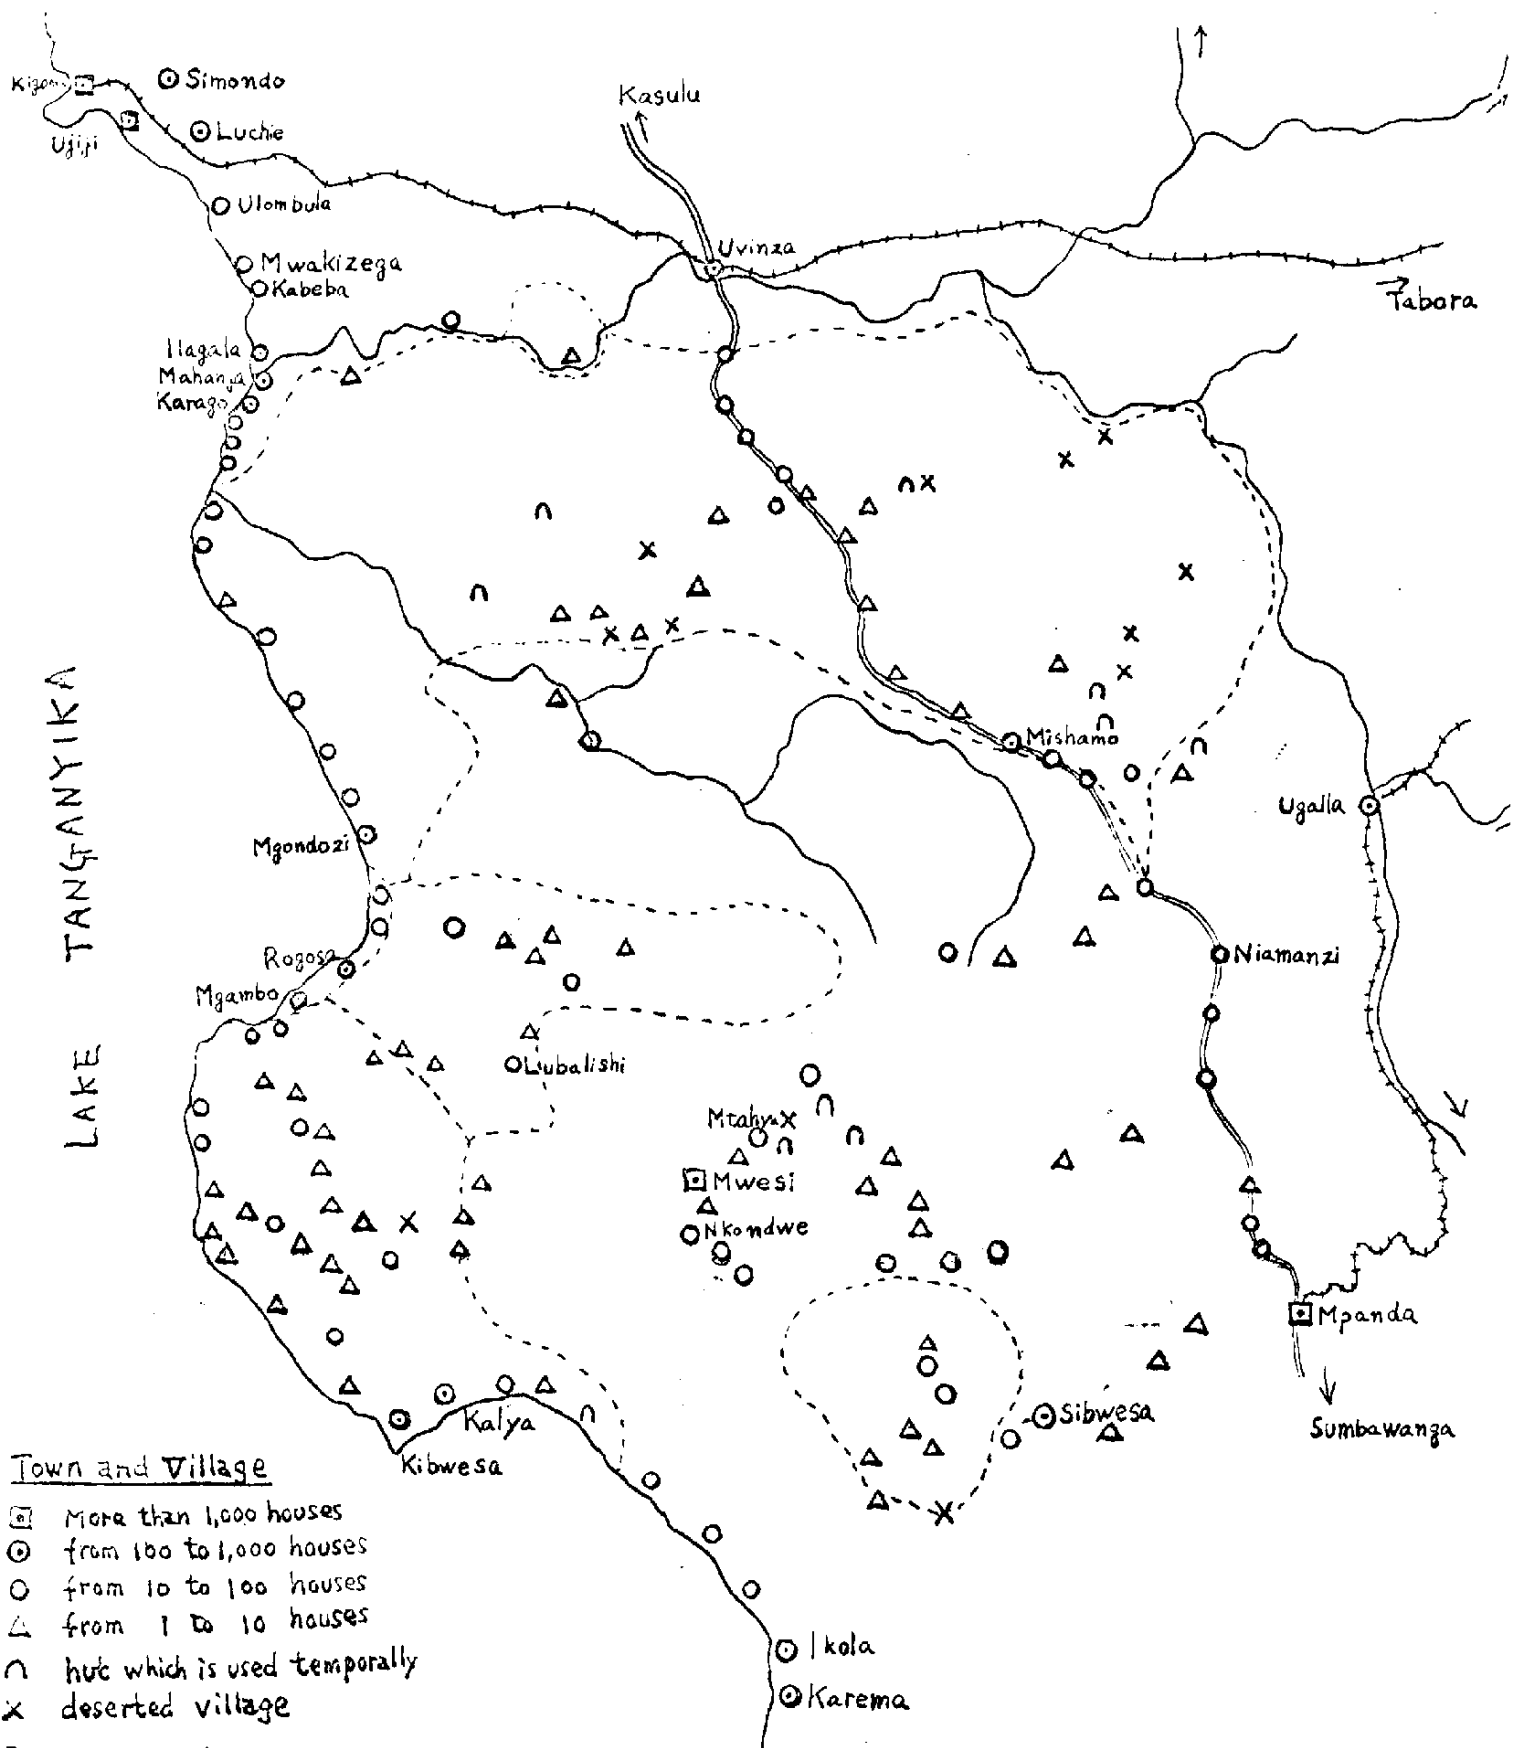 Simondo
Luchie
Ujiji
Kasulu
Ulombula
Uvinza
Mwakizega
Kabeba
Tabora
Ilagala
Mahanja
Karago
Mishamo
Ugalla
Mgondozi
LAKE TANGANYIKA
Niamanzi
Rogosa
Mgambo
Lubalishi
Mwesi
Nkondwe
Mpanda
Sibwesa
Kalya
Sumbawanga
Kibwesa
Town and Village
More than 1,000 houses
from 100 to 1,000 houses
from 10 to 100 houses
from 1 to 10 houses
hut which is used temporally
deserted village
Ikola
Karema